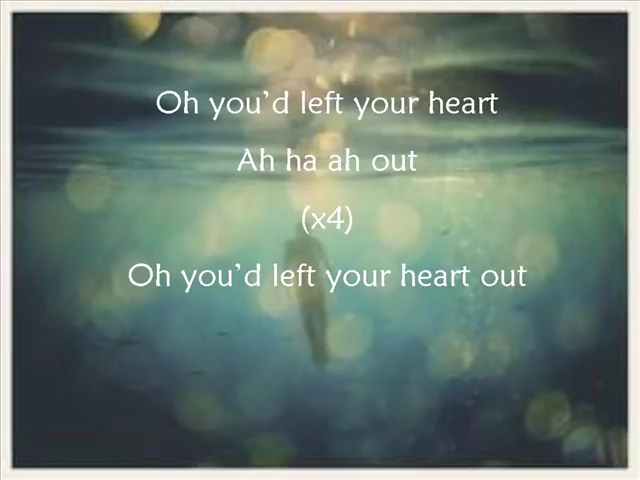 Oh you’d left your heart
Ah ha ah out
(x4)
Oh you’d left your heart out